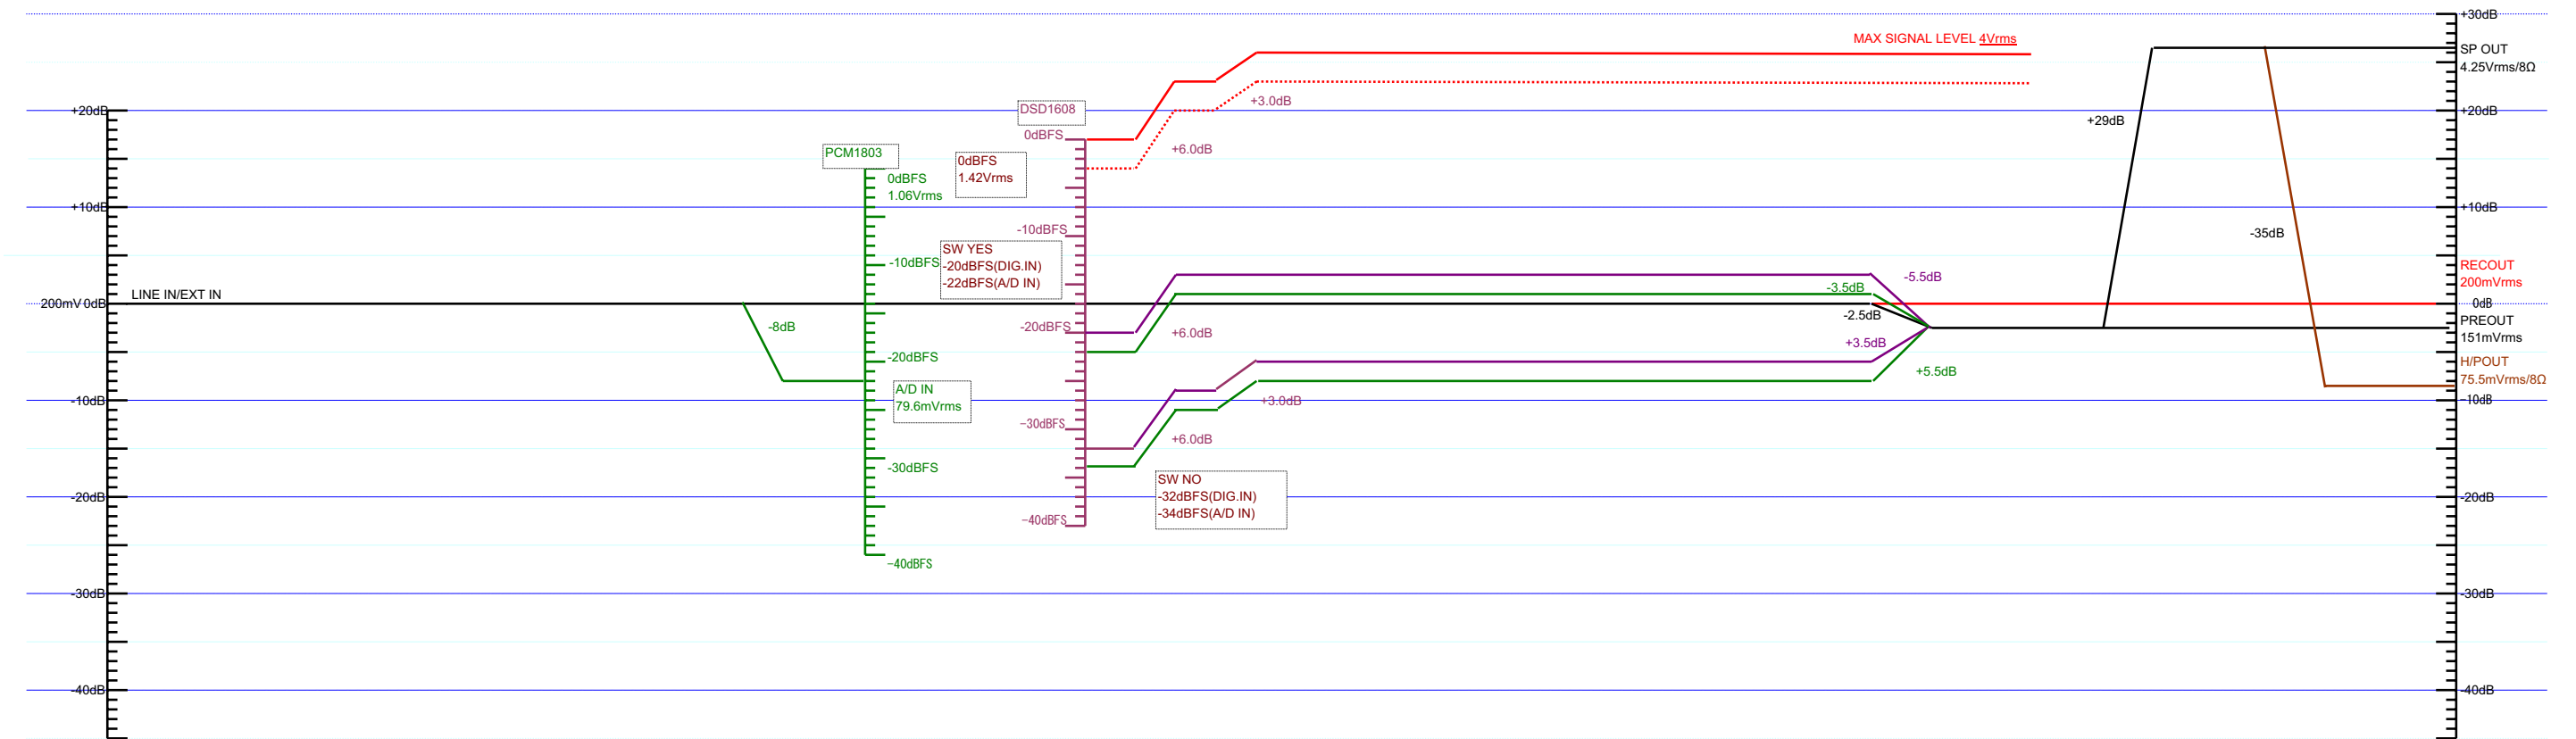 +30dB
MAX SIGNAL LEVEL 4Vrms
SP OUT
4.25Vrms/8Ω
+3.0dB
DSD1608
+20dB
+20dB
+29dB
0dBFS
+6.0dB
PCM1803
0dBFS
1.42Vrms
0dBFS
1.06Vrms
+10dB
+10dB
-10dBFS
-35dB
SW YES
-20dBFS(DIG.IN)
-22dBFS(A/D IN)
-10dBFS
RECOUT
200mVrms
-5.5dB
-3.5dB
LINE IN/EXT IN
200mV 0dB
0dB
-2.5dB
PREOUT
151mVrms
-8dB
-20dBFS
+6.0dB
+3.5dB
-20dBFS
H/POUT
75.5mVrms/8Ω
+5.5dB
A/D IN
79.6mVrms
-10dB
+3.0dB
-10dB
-30dBFS
+6.0dB
-30dBFS
SW NO
-32dBFS(DIG.IN)
-34dBFS(A/D IN)
-20dB
-20dB
-40dBFS
-40dBFS
-30dB
-30dB
-40dB
-40dB